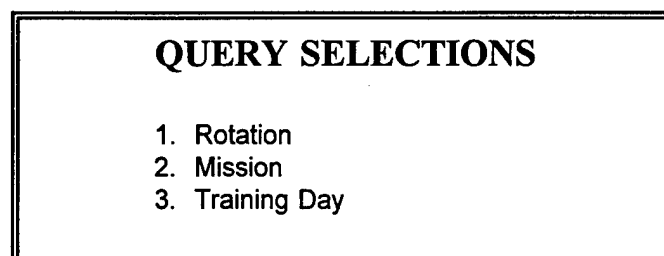 QUERY SELECTIONS
1. Rotation
2. Mission
3. Training Day